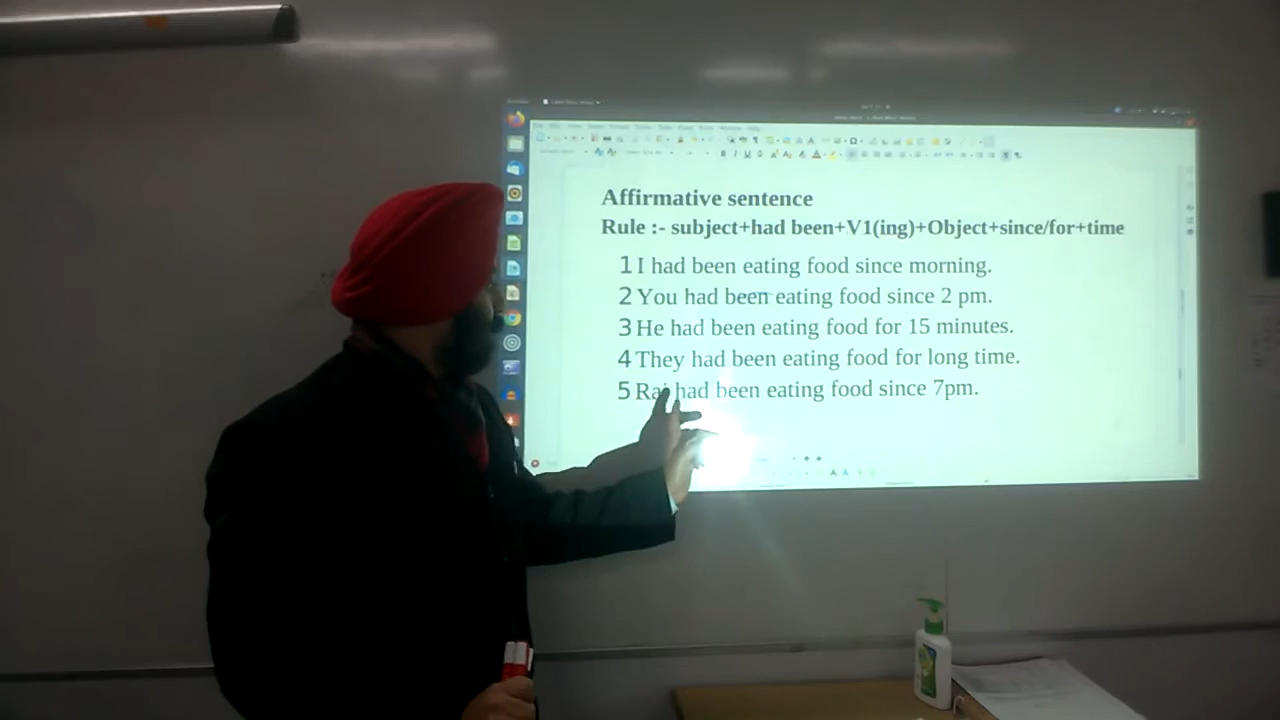 Affirmative sentence
Rule :- subject+had been+V1(ing)+Object+since/for+time
1 I had been eating food since morning.
2 You had been eating food since 2 pm.
3 He had been eating food for 15 minutes.
4 They had been eating food for long time.
5 Raj had been eating food since 7pm.